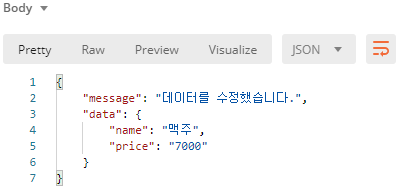 Body
Pretty Raw Preview Visualize JSON
1 {
2 "message": "데이터를 수정했습니다.",
3 "data": {
4 "name": "맥주",
5 "price": "7000"
6 }
7 }